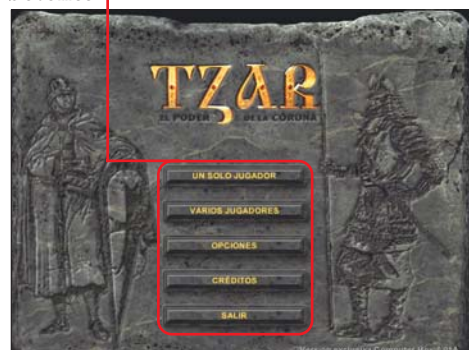 TZAR
EL PODER DE LA CORONA
UN SOLO JUGADOR
VARIOS JUGADORES
OPCIONES
CRÉDITOS
SALIR